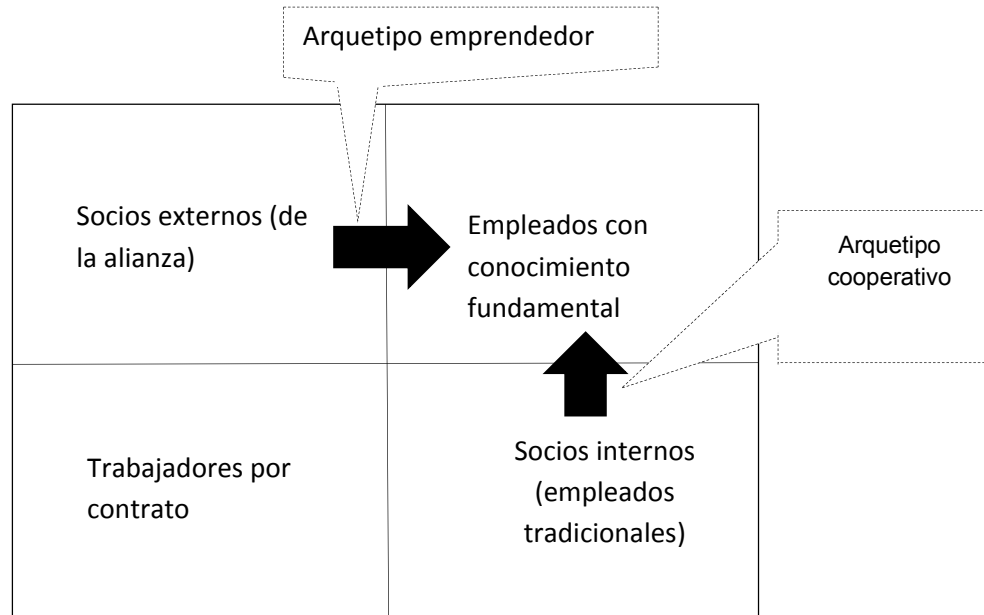 Arquetipo emprendedor
Socios externos (de
la alianza)
Empleados con
conocimiento
fundamental
Arquetipo
cooperativo
Trabajadores por
contrato
Socios internos
(empleados
tradicionales)